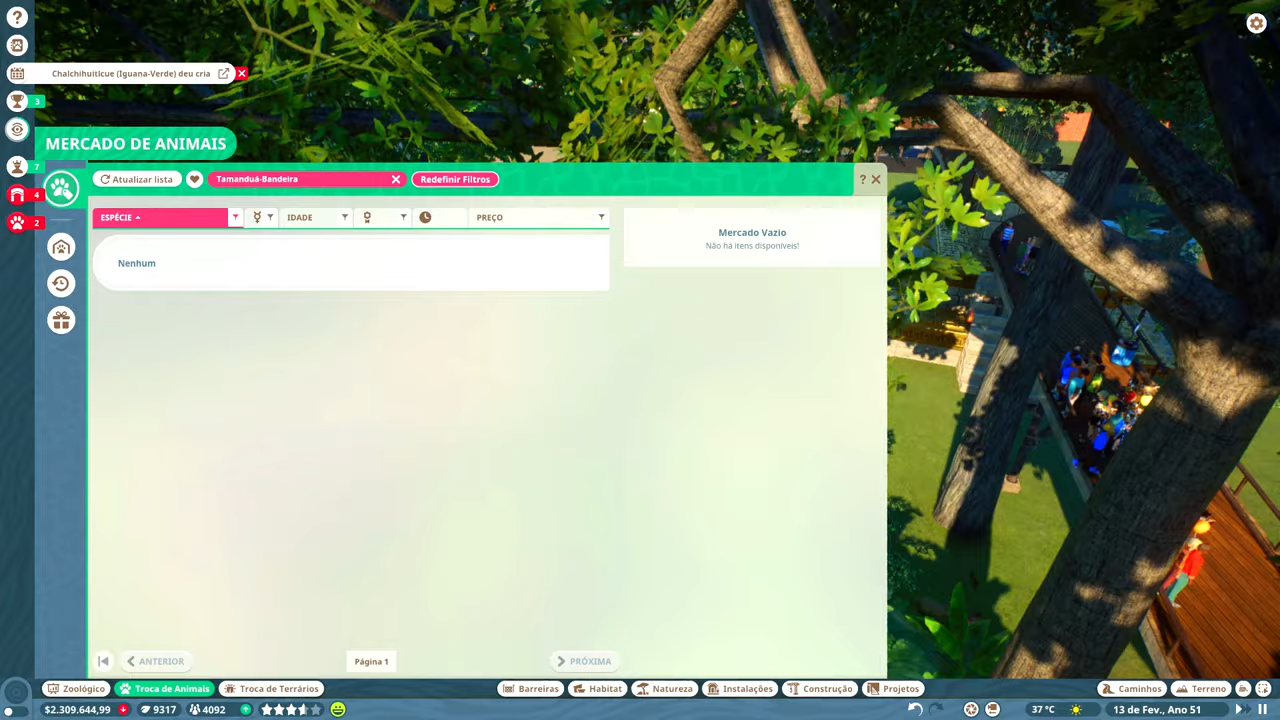 ?
Chalchihuitlcue (Iguana-Verde) deu cria
3
MERCADO DE ANIMAIS
7
4
2
Atualizar lista
Tamanduá-Bandeira
Redefinir Filtros
?
ESPÉCIE
IDADE
PREÇO
Nenhum
Mercado Vazio
Não há itens disponíveis!
ANTERIOR
Página 1
PRÓXIMA
Zoológico
Troca de Animais
Troca de Terrários
Barreiras
Habitat
Natureza
Instalações
Construção
Projetos
Caminhos
Terreno
$2.309.644,99
9317
4092
37 °C
13 de Fev., Ano 51